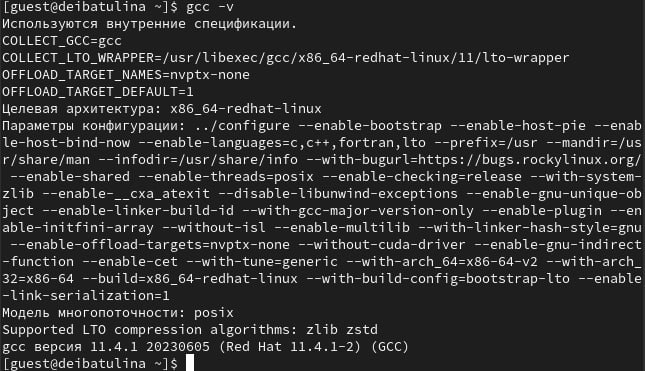 [guest@deibatulina ~]$ gcc -v
Используются внутренние спецификации.
COLLECT_GCC=gcc
COLLECT_LTO_WRAPPER=/usr/libexec/gcc/x86_64-redhat-linux/11/lto-wrapper
OFFLOAD_TARGET_NAMES=nvptx-none
OFFLOAD_TARGET_DEFAULT=1
Целевая архитектура: x86_64-redhat-linux
Параметры конфигурации: ../configure --enable-bootstrap --enable-host-pie --enab
le-host-bind-now --enable-languages=c,c++,fortran,lto --prefix=/usr --mandir=/us
r/share/man --infodir=/usr/share/info --with-bugurl=https://bugs.rockylinux.org/
 --enable-shared --enable-threads=posix --enable-checking=release --with-system-
zlib --enable-__cxa_atexit --disable-libunwind-exceptions --enable-gnu-unique-ob
ject --enable-linker-build-id --with-gcc-major-version-only --enable-plugin --en
able-initfini-array --without-isl --enable-multilib --with-linker-hash-style=gnu
 --enable-offload-targets=nvptx-none --without-cuda-driver --enable-gnu-indirect
-function --enable-cet --with-tune=generic --with-arch_64=x86-64-v2 --with-arch_
32=x86-64 --build=x86_64-redhat-linux --with-build-config=bootstrap-lto --enable
-link-serialization=1
Модель многопоточности: posix
Supported LTO compression algorithms: zlib zstd
gcc версия 11.4.1 20230605 (Red Hat 11.4.1-2) (GCC)
[guest@deibatulina ~]$